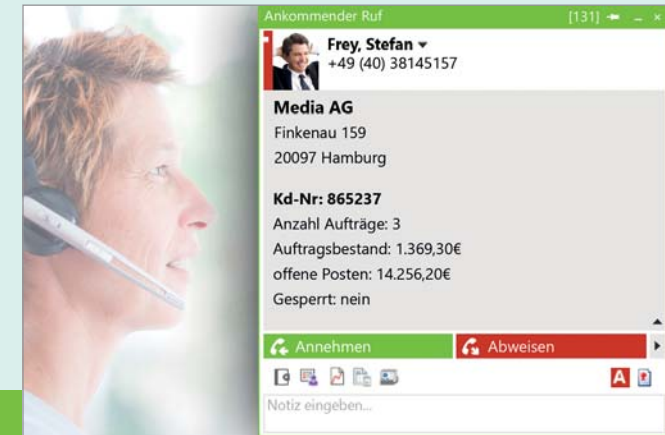 Ankommender Ruf [131]
Frey, Stefan
+49 (40) 38145157
Media AG
Finkenau 159
20097 Hamburg
Kd-Nr: 865237
Anzahl Aufträge: 3
Auftragsbestand: 1.369,30€
offene Posten: 14.256,20€
Gesperrt: nein
Annehmen Abweisen
A
Notiz eingeben...